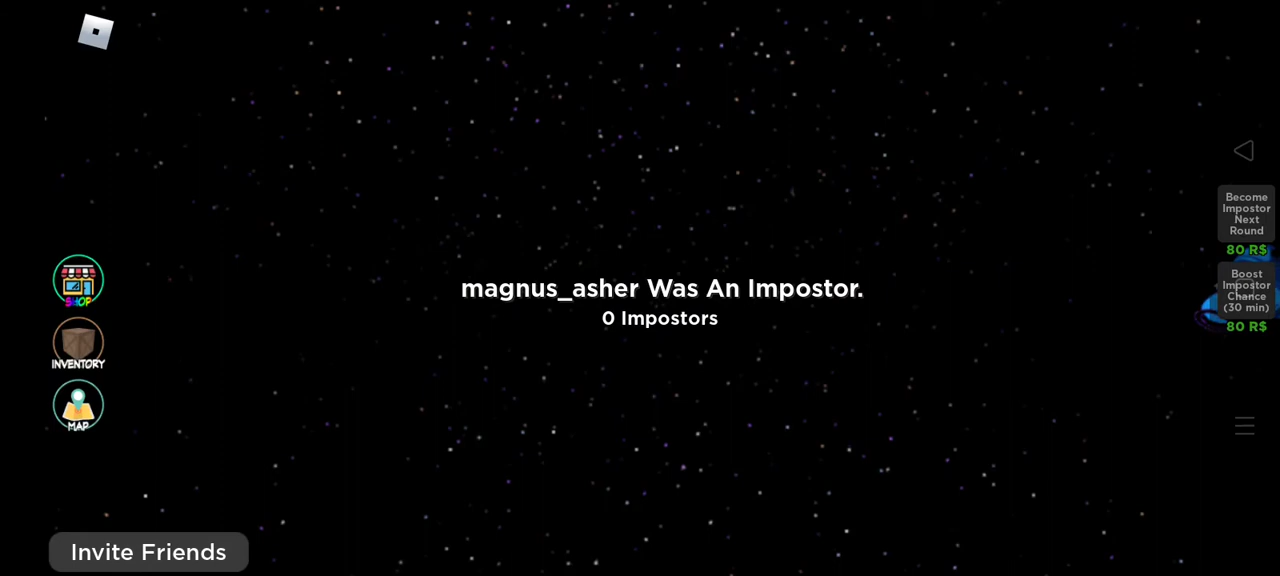 magnus_asher Was An Impostor.
0 Impostors
SHOP
INVENTORY
MAP
Invite Friends
Become
Impostor
Next
Round
80 R$
Boost
Impostor
Chance
(30 min)
80 R$